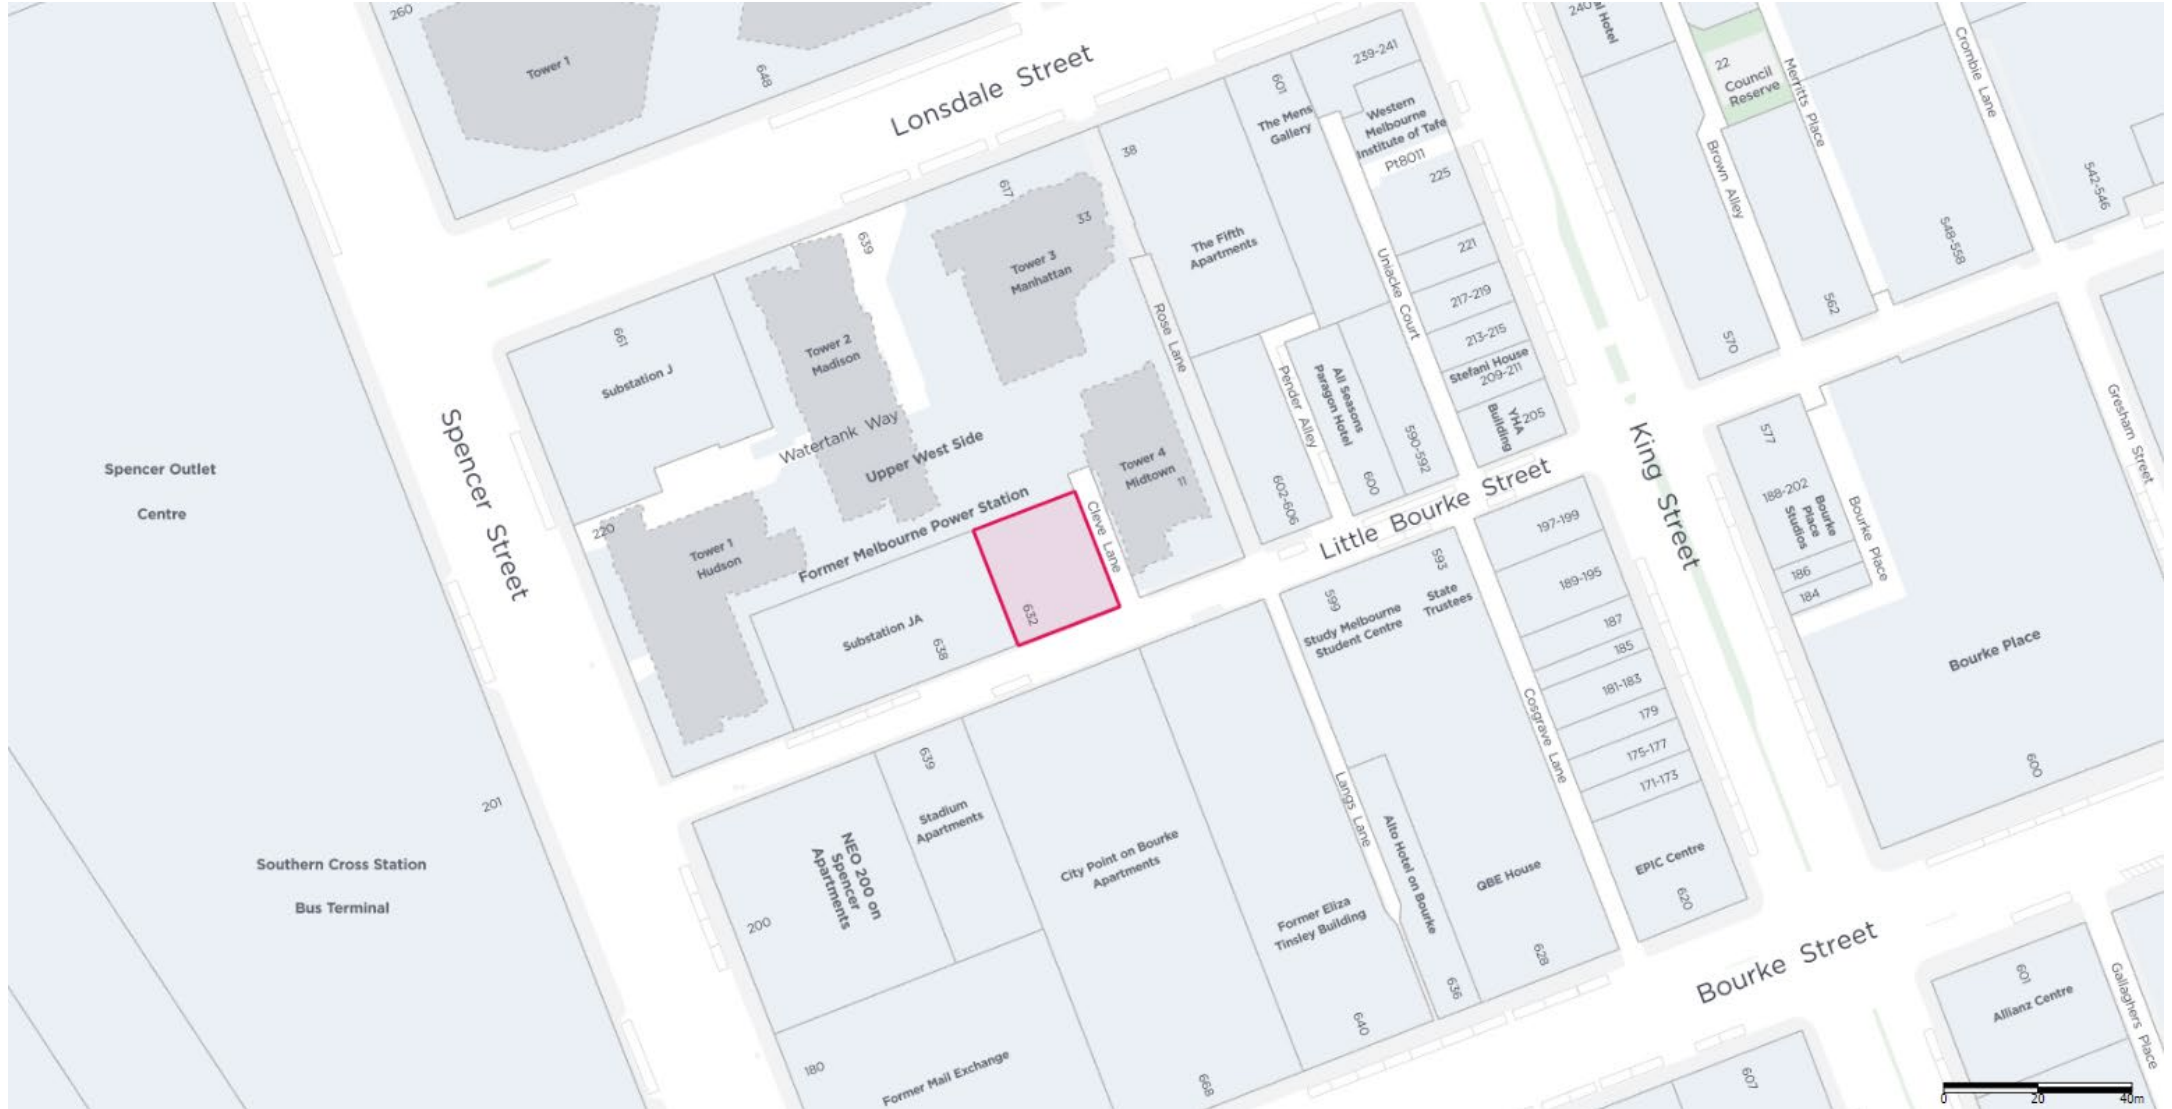 260
Tower 1
648
Lonsdale Street
601
The Mens
Gallery
239-241
Western
Melbourne
Institute of Tafe
Pt8011
240
al Hotel
22
Council
Reserve
Merritts Place
Crombie Lane
Brown Alley
542-546
548-558
562
570
38
617
33
Tower 3
Manhattan
639
The Fifth
Apartments
225
221
217-219
213-215
Stefani House
209-211
YHA
Building
205
Uniacke Court
Rose Lane
661
Substation J
Tower 2
Madison
Watertank Way
Upper West Side
Tower 4
Midtown
11
Pender Alley
All Seasons
Paragon Hotel
600
590-592
602-606
Spencer Outlet
Centre
Spencer Street
220
Tower 1
Hudson
Former Melbourne Power Station
Cleve Lane
Little Bourke Street
King Street
577
188-202
Bourke
Place
Studios
186
184
Bourke Place
Gresham Street
Bourke Place
600
Substation JA
638
632
599
Study Melbourne
Student Centre
593
State
Trustees
197-199
189-195
187
185
181-183
179
175-177
171-173
Cosgrave Lane
EPIC Centre
620
201
Southern Cross Station
Bus Terminal
639
Stadium
Apartments
NEO 200 on
Spencer
Apartments
200
City Point on Bourke
Apartments
Langs Lane
Alto Hotel on Bourke
QBE House
Former Eliza
Tinsley Building
628
636
640
668
180
Former Mail Exchange
Bourke Street
601
Allianz Centre
Gallaghers Place
607
0 20 40m